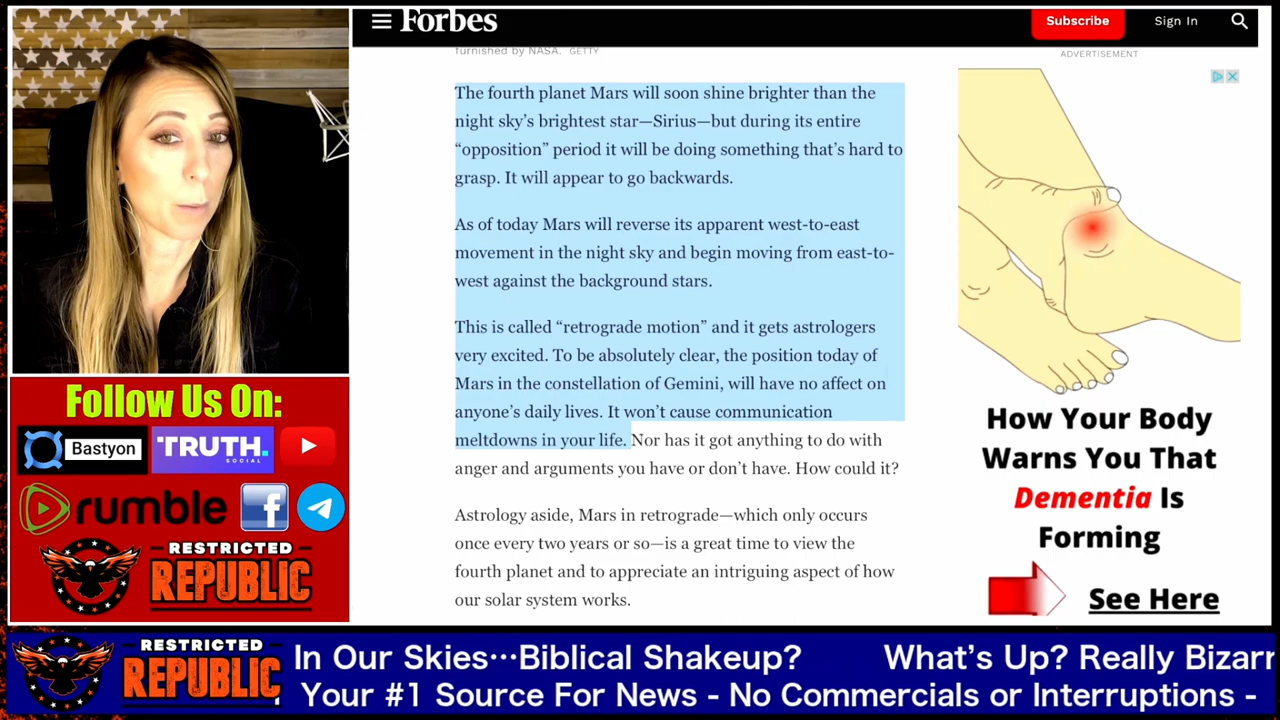 Forbes
Subscribe
Sign In
furnished by NASA. GETTY
ADVERTISEMENT
The fourth planet Mars will soon shine brighter than the
night sky’s brightest star—Sirius—but during its entire
“opposition” period it will be doing something that’s hard to
grasp. It will appear to go backwards.
As of today Mars will reverse its apparent west-to-east
movement in the night sky and begin moving from east-to-
west against the background stars.
This is called “retrograde motion” and it gets astrologers
very excited. To be absolutely clear, the position today of
Mars in the constellation of Gemini, will have no affect on
anyone’s daily lives. It won’t cause communication
meltdowns in your life. Nor has it got anything to do with
anger and arguments you have or don’t have. How could it?
Astrology aside, Mars in retrograde—which only occurs
once every two years or so—is a great time to view the
fourth planet and to appreciate an intriguing aspect of how
our solar system works.
How Your Body
Warns You That
Dementia Is
Forming
See Here
Follow Us On:
Bastyon
TRUTH.
SOCIAL
rumble
RESTRICTED
REPUBLIC
RESTRICTED
REPUBLIC
In Our Skies…Biblical Shakeup? What’s Up? Really Bizarr
Your #1 Source For News - No Commercials or Interruptions -